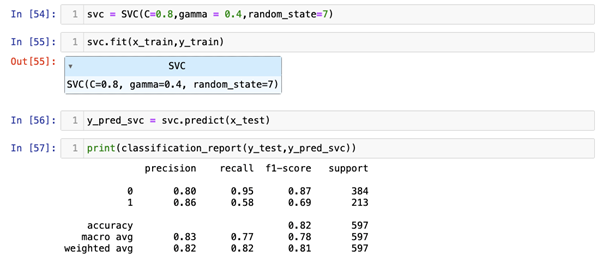 In [54]: 1 svc = SVC(C=0.8,gamma = 0.4,random_state=7)
In [55]: 1 svc.fit(x_train,y_train)
Out[55]: ▾ SVC
SVC(C=0.8, gamma=0.4, random_state=7)
In [56]: 1 y_pred_svc = svc.predict(x_test)
In [57]: 1 print(classification_report(y_test,y_pred_svc))
precision recall f1-score support
0 0.80 0.95 0.87 384
1 0.86 0.58 0.69 213
accuracy 0.82 597
macro avg 0.83 0.77 0.78 597
weighted avg 0.82 0.82 0.81 597